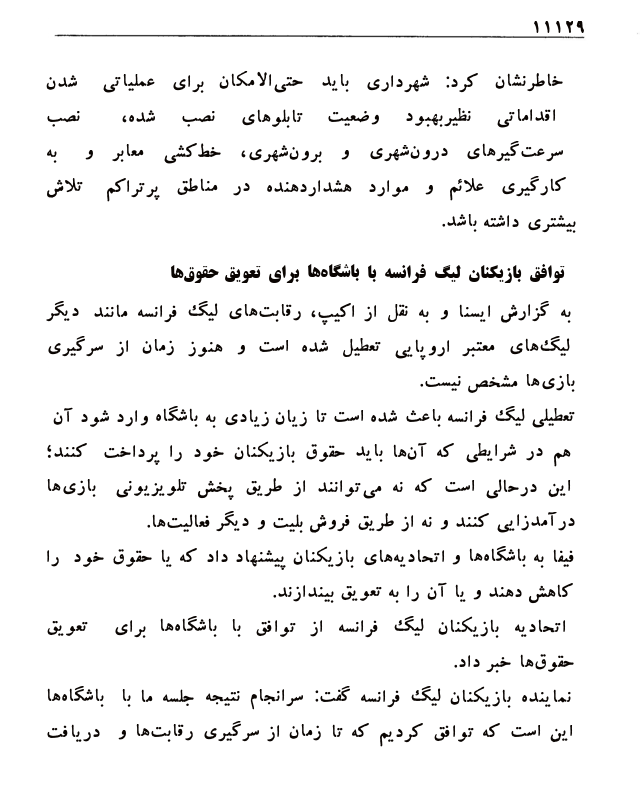 ۱۱۱۲۹
خاطرنشان کرد: شهرداری باید حتی‌الامکان برای عملیاتی شدن
اقداماتی نظیربهبود وضعیت تابلوهای نصب شده، نصب
سرعت‌گیرهای درون‌شهری و برون‌شهری، خط‌کشی معابر و به
کارگیری علائم و موارد هشداردهنده در مناطق پرتراکم تلاش
بیشتری داشته باشد.
توافق بازیکنان لیگ فرانسه با باشگاه‌ها برای تعویق حقوق‌ها
به گزارش ایسنا و به نقل از اکیپ، رقابت‌های لیگ فرانسه مانند دیگر
لیگ‌های معتبر اروپایی تعطیل شده است و هنوز زمان از سرگیری
بازی‌ها مشخص نیست.
تعطیلی لیگ فرانسه باعث شده است تا زیان زیادی به باشگاه وارد شود آن
هم در شرایطی که آن‌ها باید حقوق بازیکنان خود را پرداخت کنند؛
این درحالی است که نه می‌توانند از طریق پخش تلویزیونی بازی‌ها
درآمدزایی کنند و نه از طریق فروش بلیت و دیگر فعالیت‌ها.
فیفا به باشگاه‌ها و اتحادیه‌های بازیکنان پیشنهاد داد که یا حقوق خود را
کاهش دهند و یا آن را به تعویق بیندازند.
اتحادیه بازیکنان لیگ فرانسه از توافق با باشگاه‌ها برای تعویق
حقوق‌ها خبر داد.
نماینده بازیکنان لیگ فرانسه گفت: سرانجام نتیجه جلسه ما با باشگاه‌ها
این است که توافق کردیم که تا زمان از سرگیری رقابت‌ها و دریافت